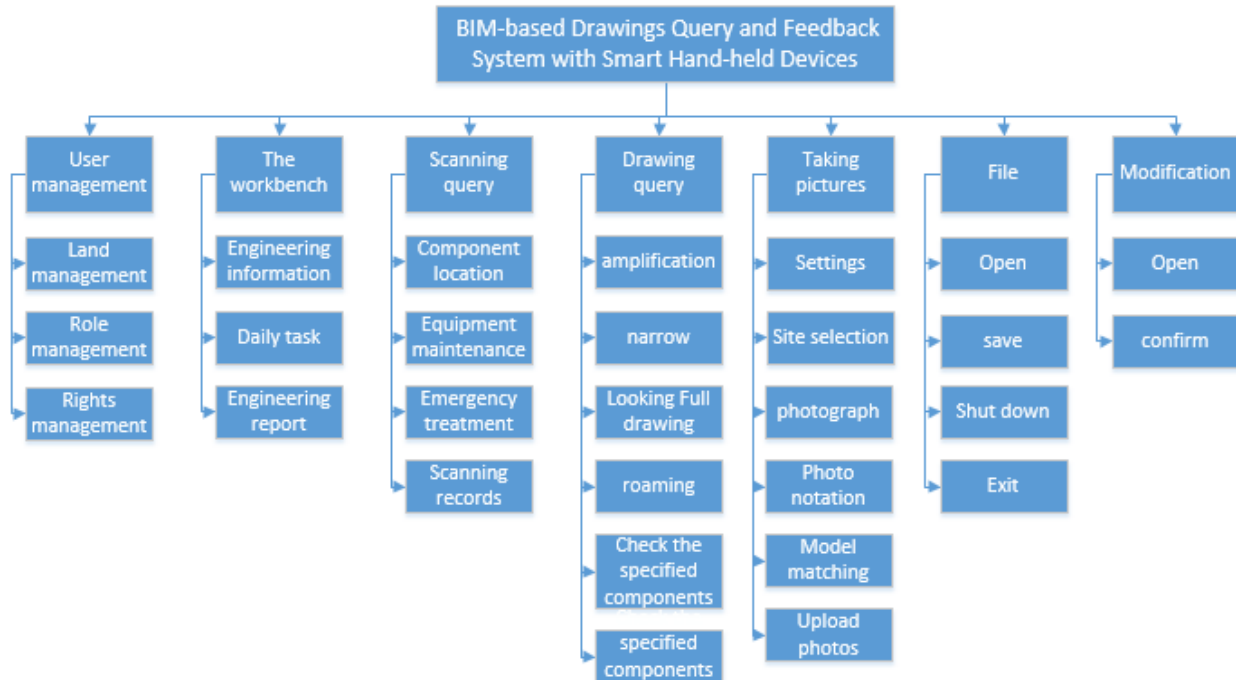 BIM-based Drawings Query and Feedback
System with Smart Hand-held Devices
User
management
Land
management
Role
management
Rights
management
The
workbench
Engineering
information
Daily task
Engineering
report
Scanning
query
Component
location
Equipment
maintenance
Emergency
treatment
Scanning
records
Drawing
query
amplification
narrow
Looking Full
drawing
roaming
Check the
specified
components
specified
components
Taking
pictures
Settings
Site selection
photograph
Photo
notation
Model
matching
Upload
photos
File
Open
save
Shut down
Exit
Modification
Open
confirm